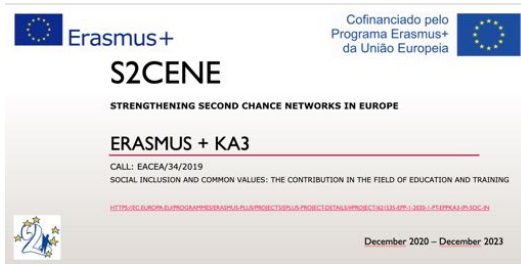 Erasmus+
Cofinanciado pelo
Programa Erasmus+
da União Europeia
S2CENE
STRENGTHENING SECOND CHANCE NETWORKS IN EUROPE
ERASMUS + KA3
CALL: EACEA/34/2019
SOCIAL INCLUSION AND COMMON VALUES: THE CONTRIBUTION IN THE FIELD OF EDUCATION AND TRAINING
December 2020 – December 2023